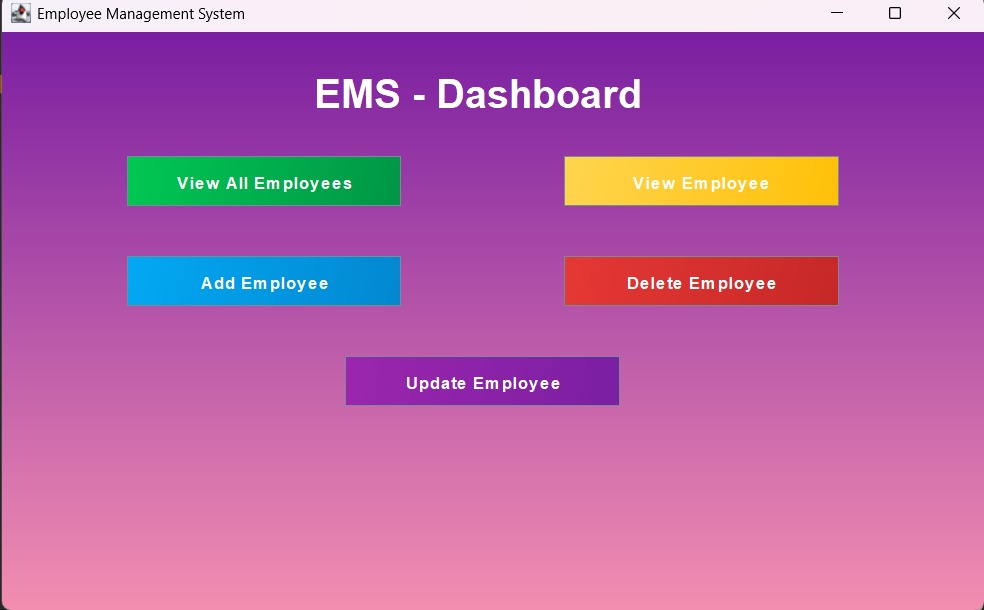 Employee Management System
EMS - Dashboard
View All Employees
View Employee
Add Employee
Delete Employee
Update Employee